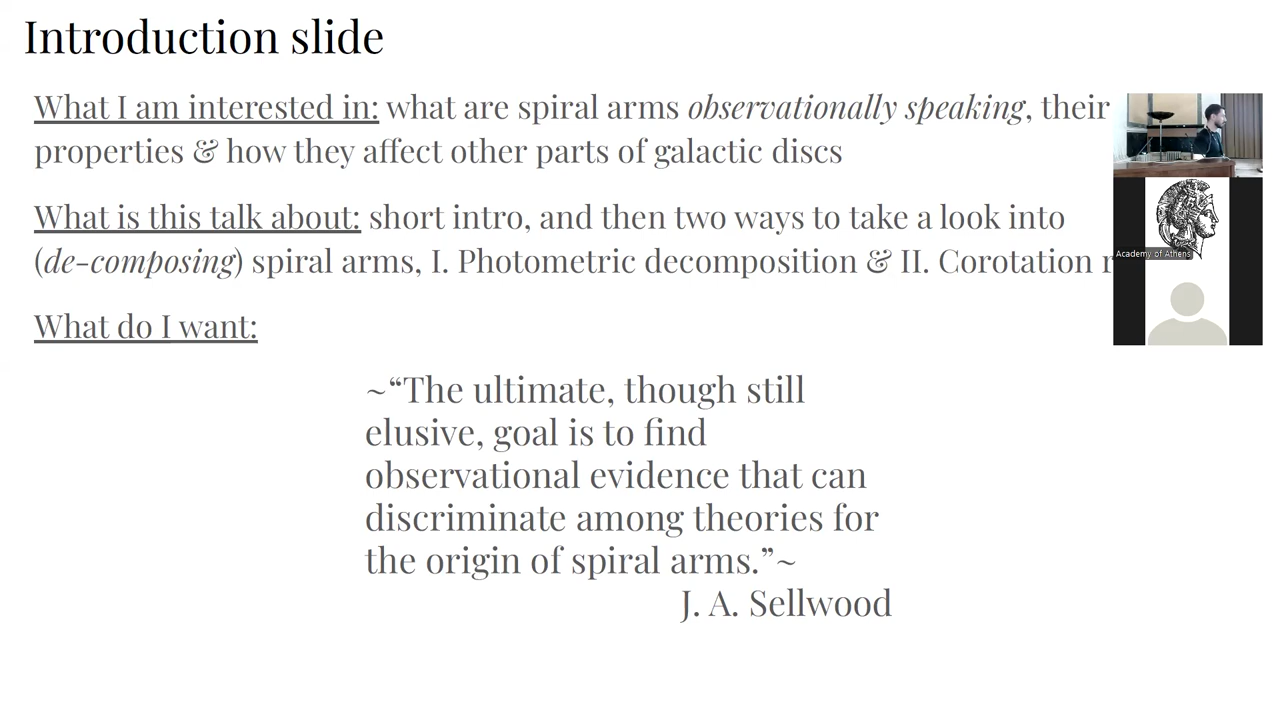 Introduction slide
What I am interested in: what are spiral arms observationally speaking, their
properties & how they affect other parts of galactic discs
What is this talk about: short intro, and then two ways to take a look into
(de-composing) spiral arms, I. Photometric decomposition & II. Corotation
Academy of Athens
What do I want:
~“The ultimate, though still
elusive, goal is to find
observational evidence that can
discriminate among theories for
the origin of spiral arms.”~
J. A. Sellwood